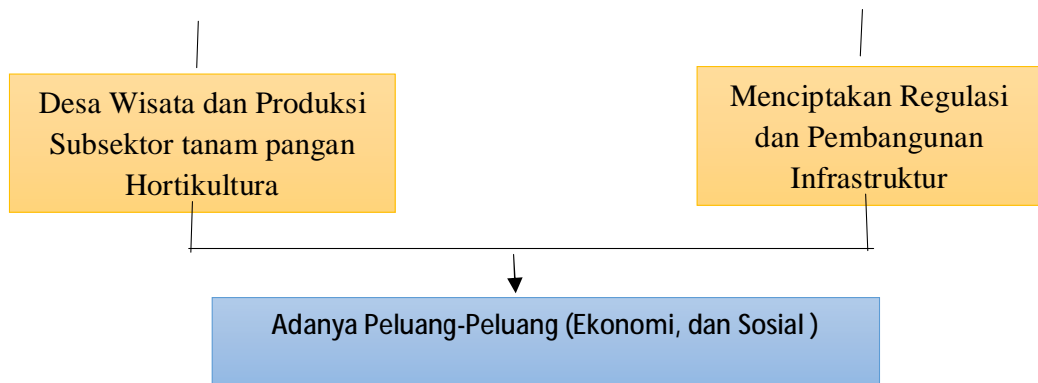 Desa Wisata dan Produksi
Subsektor tanam pangan
Hortikultura
Menciptakan Regulasi
dan Pembangunan
Infrastruktur
Adanya Peluang-Peluang (Ekonomi, dan Sosial )